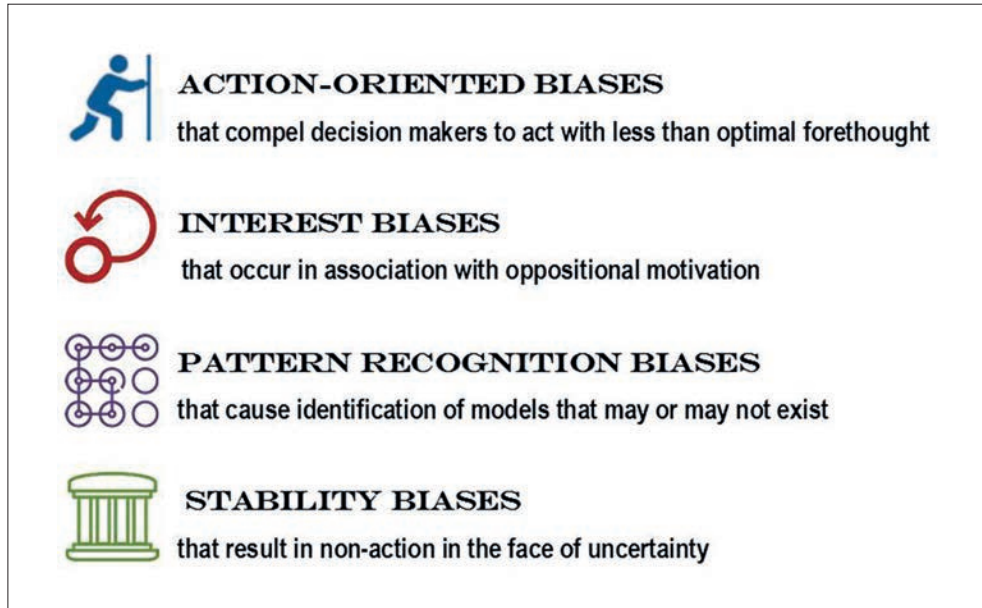 ACTION-ORIENTED BIASES
that compel decision makers to act with less than optimal forethought
INTEREST BIASES
that occur in association with oppositional motivation
PATTERN RECOGNITION BIASES
that cause identification of models that may or may not exist
STABILITY BIASES
that result in non-action in the face of uncertainty